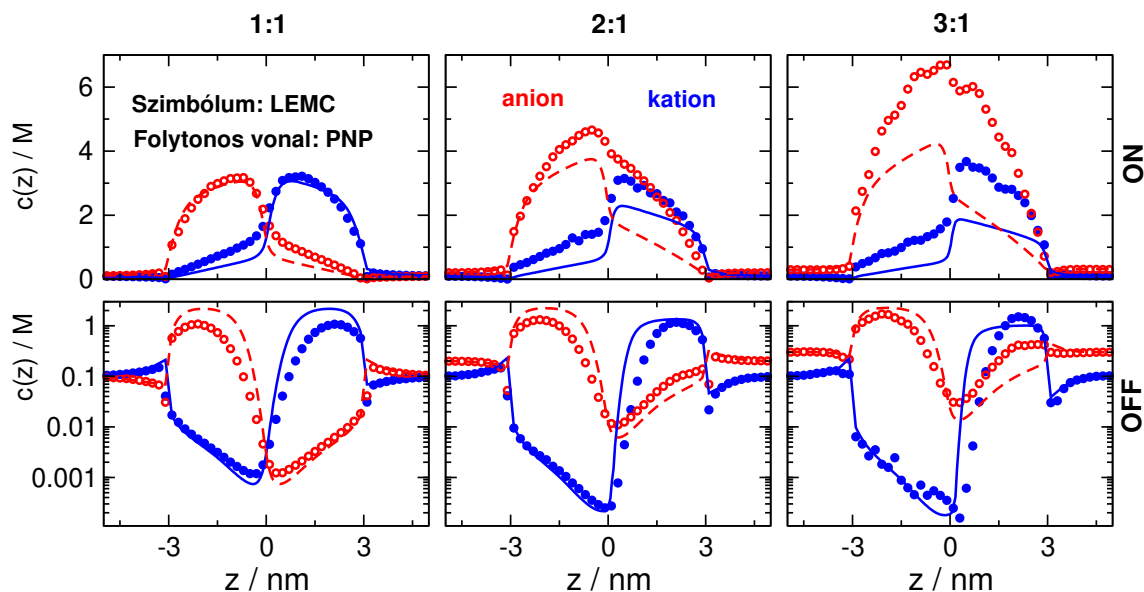 1:1 2:1 3:1
6
4
2
0
c(z) / M
Szimbólum: LEMC
Folytonos vonal: PNP
anion kation
ON
1
0.1
0.01
0.001
c(z) / M
OFF
-3 0 3 -3 0 3 -3 0 3
z / nm z / nm z / nm